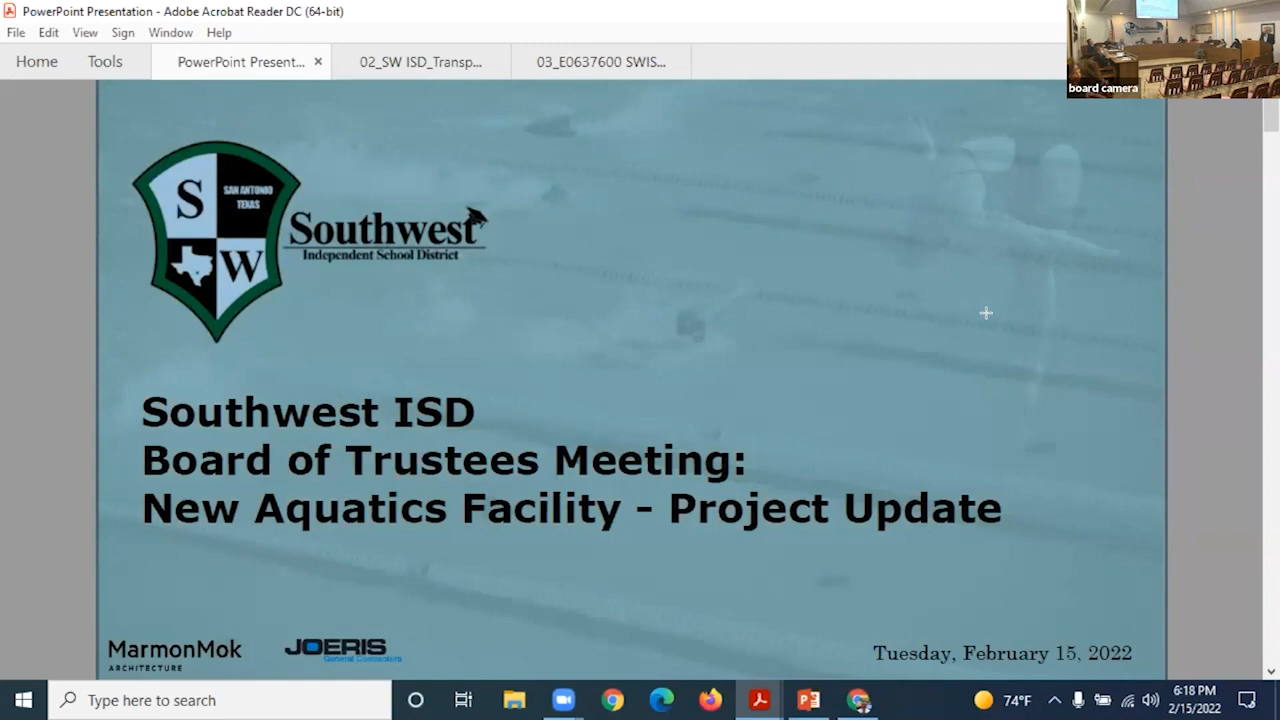 PowerPoint Presentation - Adobe Acrobat Reader DC (64-bit)
File Edit View Sign Window Help
Home Tools PowerPoint Present... × 02_SW ISD_Transp... 03_E0637600 SWIS...
board camera
S
SAN ANTONIO
TEXAS
W
Southwest
Independent School District
Southwest ISD
Board of Trustees Meeting:
New Aquatics Facility - Project Update
MarmonMok
ARCHITECTURE
JOERIS
General Contractors
Tuesday, February 15, 2022
Type here to search
74°F
6:18 PM
2/15/2022